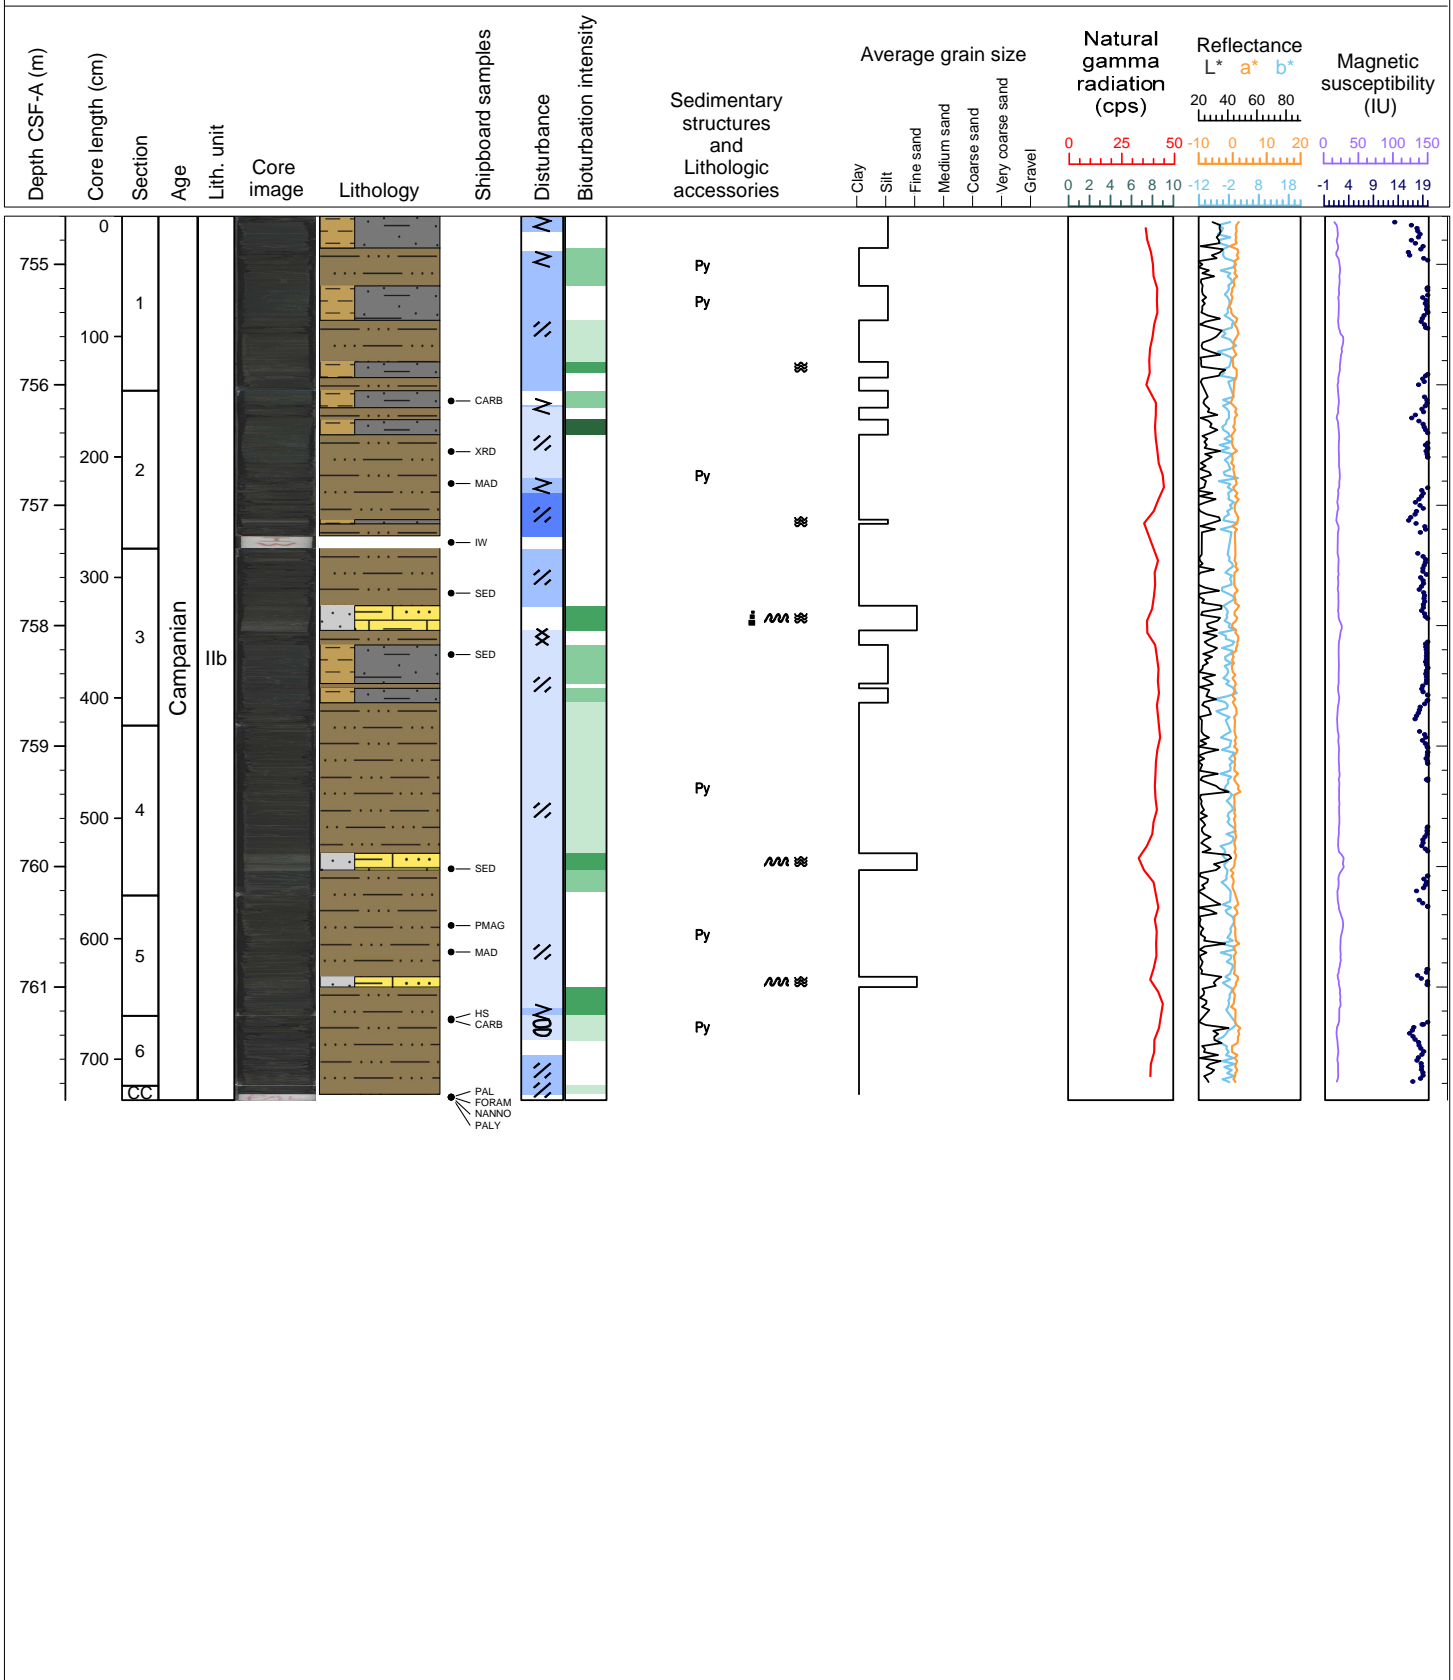 Depth CSF-A (m)
Core length (cm)
Section
Age
Lith. unit
Core
image
Lithology
Shipboard samples
Disturbance
Bioturbation intensity
Sedimentary
structures
and
Lithologic
accessories
Average grain size
Clay
Silt
Fine sand
Medium sand
Coarse sand
Very coarse sand
Gravel
Natural
gamma
radiation
(cps)
0 25 50
0 2 4 6 8 10
Reflectance
L* a* b*
20 40 60 80
-10 0 10 20
-12 -2 8 18
Magnetic
susceptibility
(IU)
0 50 100 150
-1 4 9 14 19
755
756
757
758
759
760
761
0
100
200
300
400
500
600
700
1
2
3
4
5
6
CC
Campanian
IIb
CARB
XRD
MAD
IW
SED
SED
SED
PMAG
MAD
HS
CARB
PAL
FORAM
NANNO
PALY
Py
Py
Py
Py
Py
Py